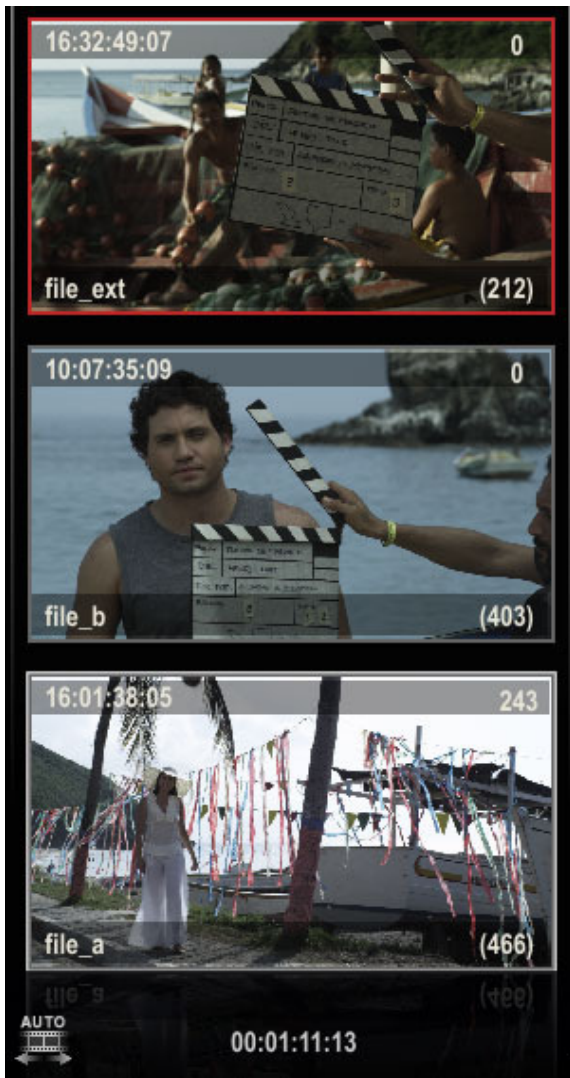 16:32:49:07 0
file_ext (212)
10:07:35:09 0
file_b (403)
16:01:38:05 243
file_a (466)
AUTO
00:01:11:13